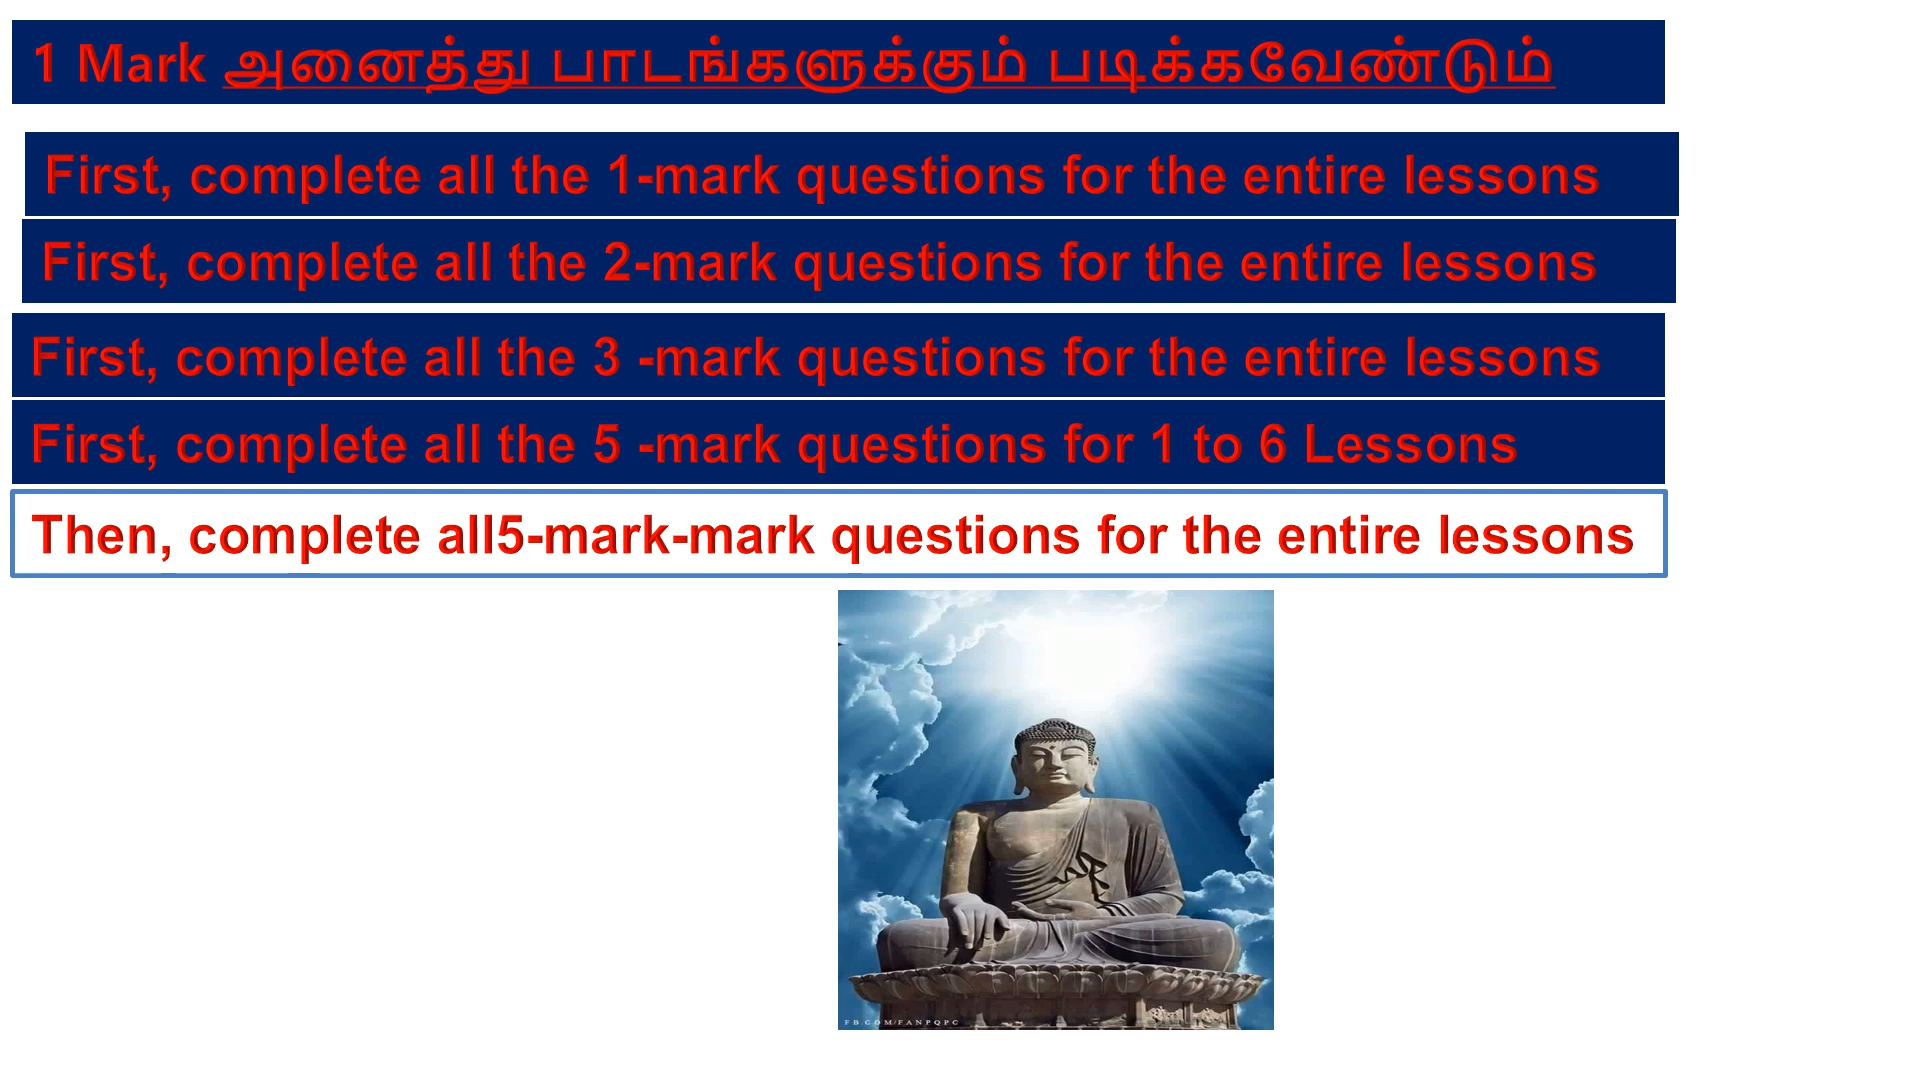 1 Mark அனைத்து பாடங்களுக்கும் படிக்கவேண்டும்
First, complete all the 1-mark questions for the entire lessons
First, complete all the 2-mark questions for the entire lessons
First, complete all the 3 -mark questions for the entire lessons
First, complete all the 5 -mark questions for 1 to 6 Lessons
Then, complete all5-mark-mark questions for the entire lessons
FB.COM/FANPQPC